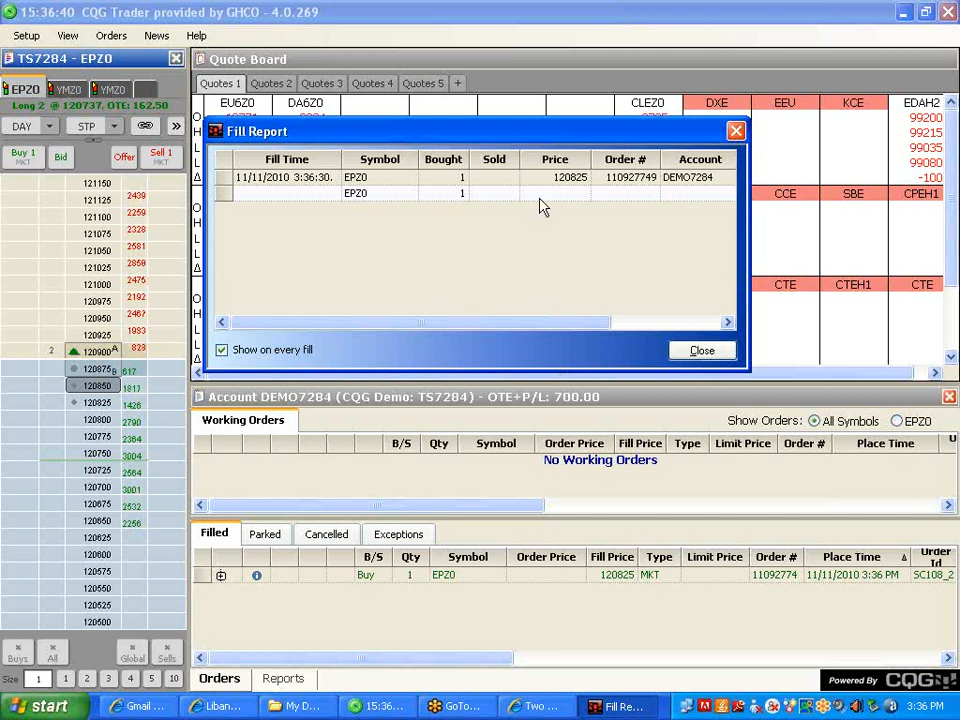 15:36:40 CQG Trader provided by GHCO - 4.0.269
Setup View Orders News Help
TS7284 - EPZ0
EPZ0 YMZ0 YMZ0
Long 2 @ 120737, OTE: 162.50
DAY STP
Buy 1 MKT Bid Offer Sell 1 MKT
121150
121125 2439
121100 2259
121075 2328
121050 2581
121025 2858
121000 2475
120975 2192
120950 2467
120925 1983
2 120900 A 828
120875 B 617
120850 1817
120825 1426
120800 2790
120775 2364
120750 3004
120725 2564
120700 3001
120675 2532
120650 2256
120625
120600
120575
120550
120525
120500
Buys All Global Sells
Size 1 1 2 3 4 5 10
Quote Board
Quotes 1 Quotes 2 Quotes 3 Quotes 4 Quotes 5 +
EU6Z0 DA6Z0 CLEZ0 DXE EEU KCE EDAH2
99200
99215
99035
99080
-100
CCE SBE CPEH1
CTE CTEH1 CTE
Fill Report
Fill Time Symbol Bought Sold Price Order # Account
11/11/2010 3:36:30. EPZ0 1 120825 110927749 DEMO7284
EPZ0 1
Show on every fill
Close
Account DEMO7284 (CQG Demo: TS7284) - OTE+P/L: 700.00
Working Orders
Show Orders: All Symbols EPZ0
B/S Qty Symbol Order Price Fill Price Type Limit Price Order # Place Time
No Working Orders
Filled Parked Cancelled Exceptions
B/S Qty Symbol Order Price Fill Price Type Limit Price Order # Place Time Order Id
Buy 1 EPZ0 120825 MKT 11092774 11/11/2010 3:36 PM SC108_2
Orders Reports
Powered By CQG
start Gmail ... Liban... My D... 15:36... GoTo... Two ... Fill Re... 3:36 PM